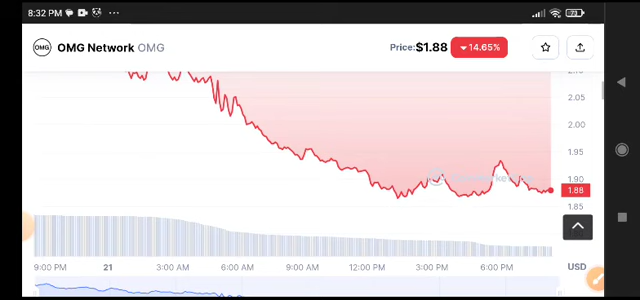 8:32 PM 73
OMG OMG Network OMG Price: $1.88 14.65%
2.05
2.00
1.95
1.90
1.88
1.85
9:00 PM 21 3:00 AM 6:00 AM 9:00 AM 12:00 PM 3:00 PM 6:00 PM USD